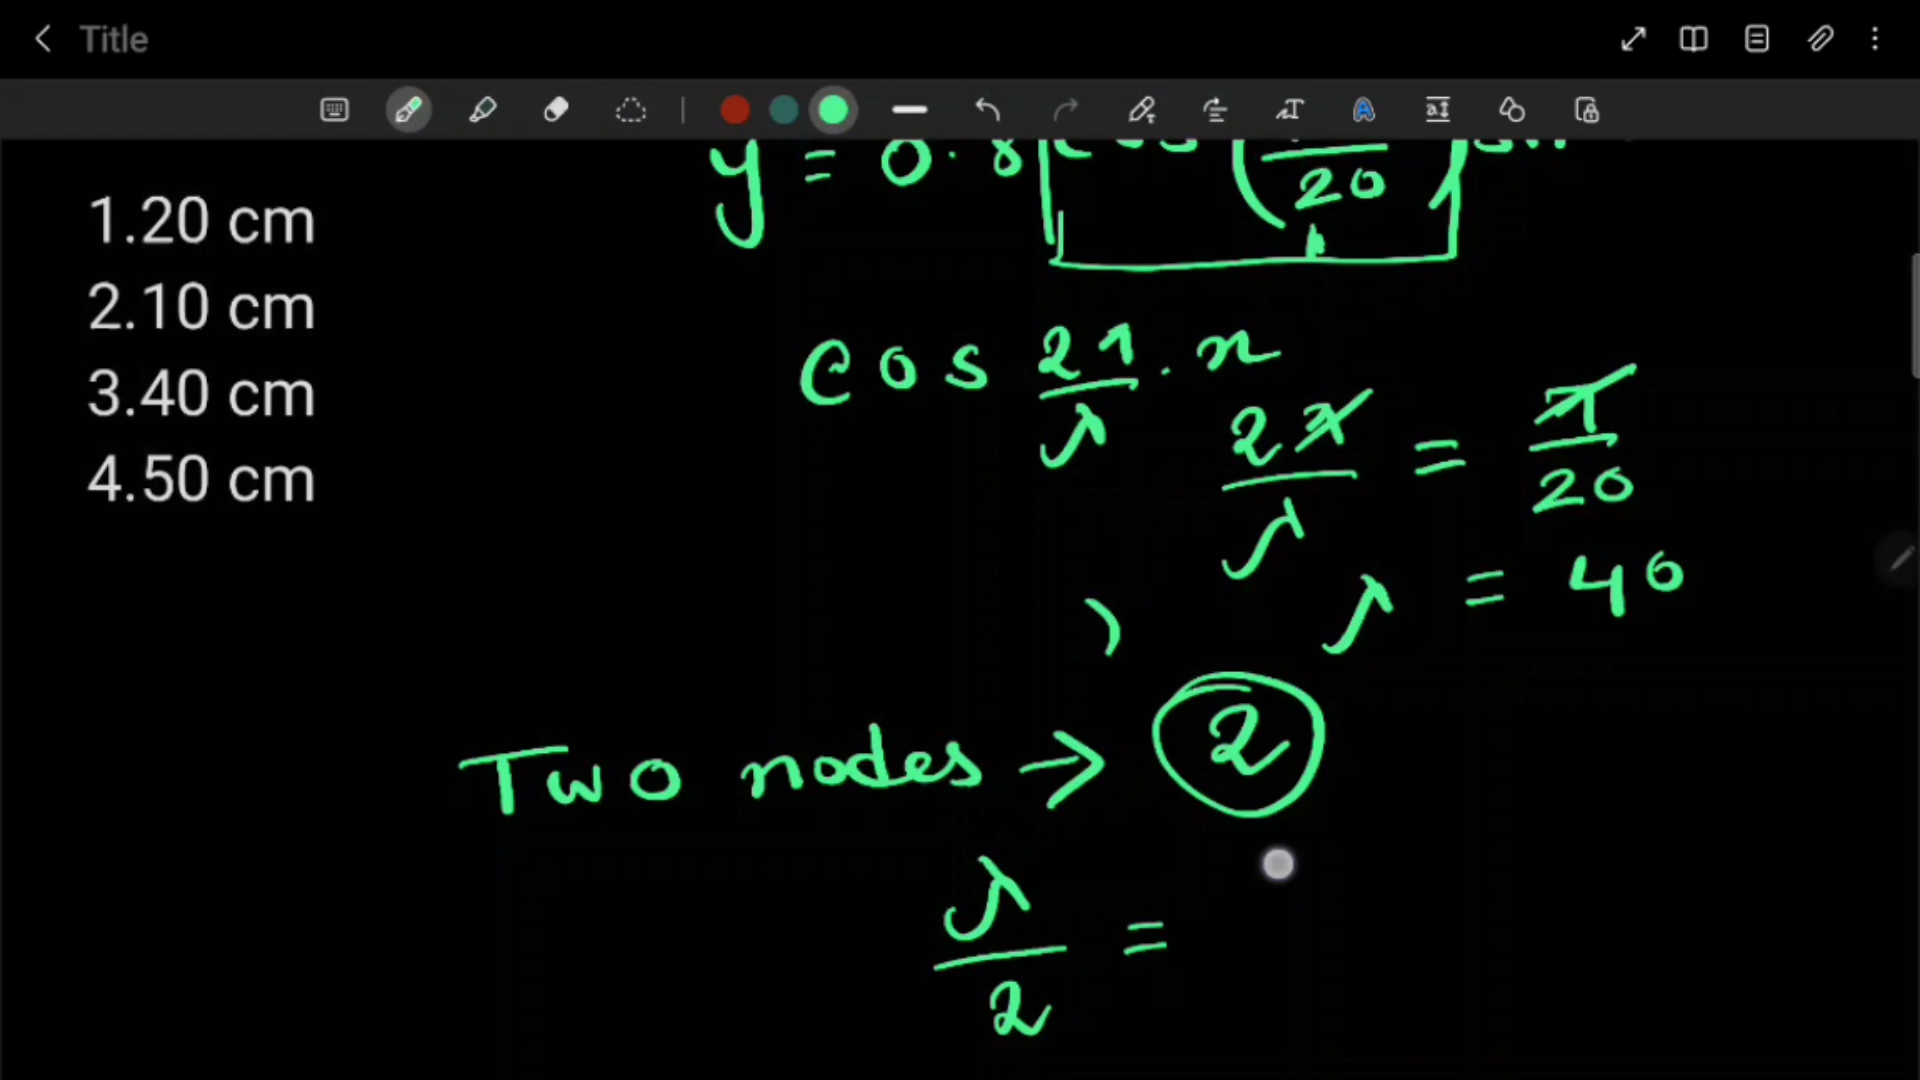 Title
1.20 cm
2.10 cm
3.40 cm
4.50 cm
y = 0.8 cos (/20)
cos 2π/λ . x
2π/λ = π/20
λ = 40
Two nodes → 2
λ/2 =